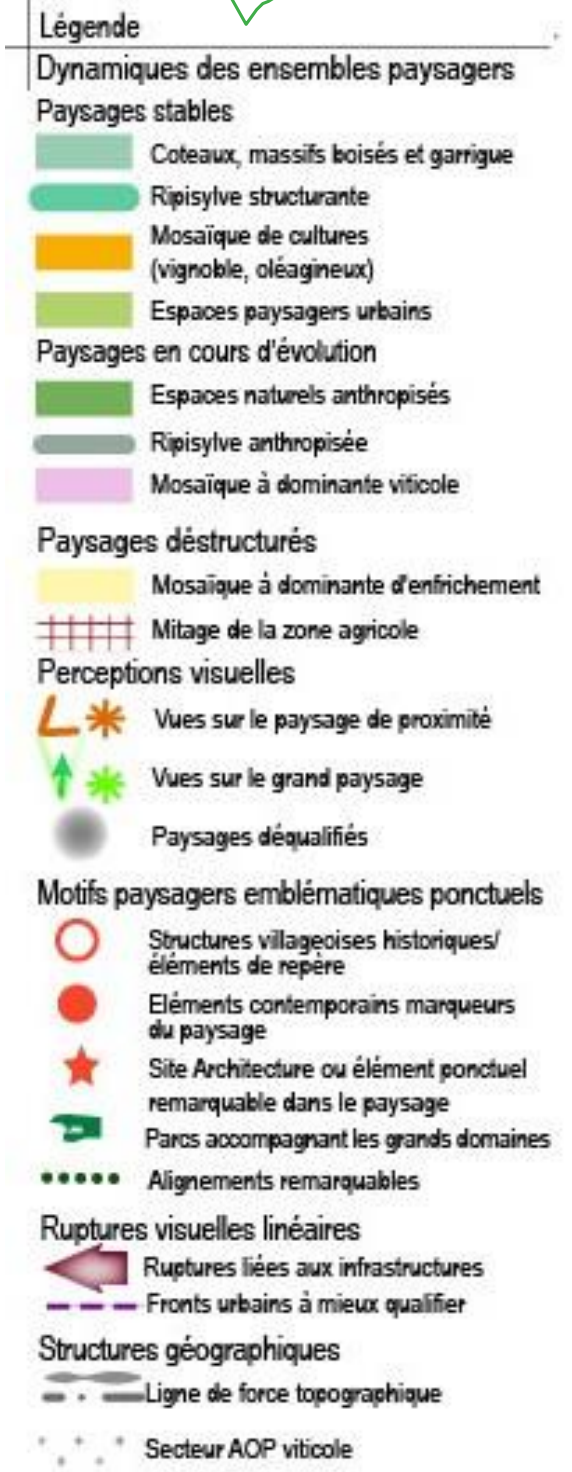 Légende
Dynamiques des ensembles paysagers
Paysages stables
Coteaux, massifs boisés et garrigue
Ripisylve structurante
Mosaïque de cultures
(vignoble, oléagineux)
Espaces paysagers urbains
Paysages en cours d'évolution
Espaces naturels anthropisés
Ripisylve anthropisée
Mosaïque à dominante viticole
Paysages déstructurés
Mosaïque à dominante d'enfrichement
Mitage de la zone agricole
Perceptions visuelles
Vues sur le paysage de proximité
Vues sur le grand paysage
Paysages déqualifiés
Motifs paysagers emblématiques ponctuels
Structures villageoises historiques/
éléments de repère
Eléments contemporains marqueurs
du paysage
Site Architecture ou élément ponctuel
remarquable dans le paysage
Parcs accompagnant les grands domaines
Alignements remarquables
Ruptures visuelles linéaires
Ruptures liées aux infrastructures
Fronts urbains à mieux qualifier
Structures géographiques
Ligne de force topographique
Secteur AOP viticole